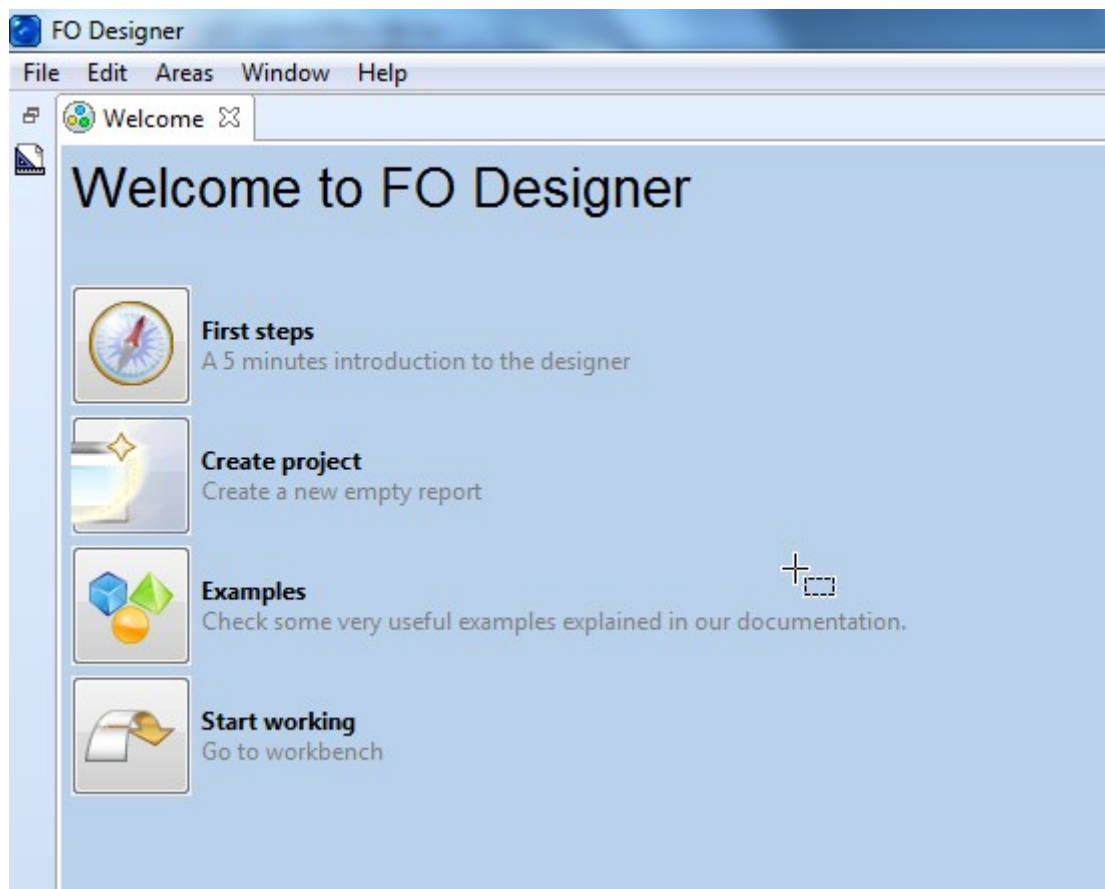 FO Designer
File Edit Areas Window Help
Welcome
Welcome to FO Designer
First steps
A 5 minutes introduction to the designer
Create project
Create a new empty report
Examples
Check some very useful examples explained in our documentation.
Start working
Go to workbench